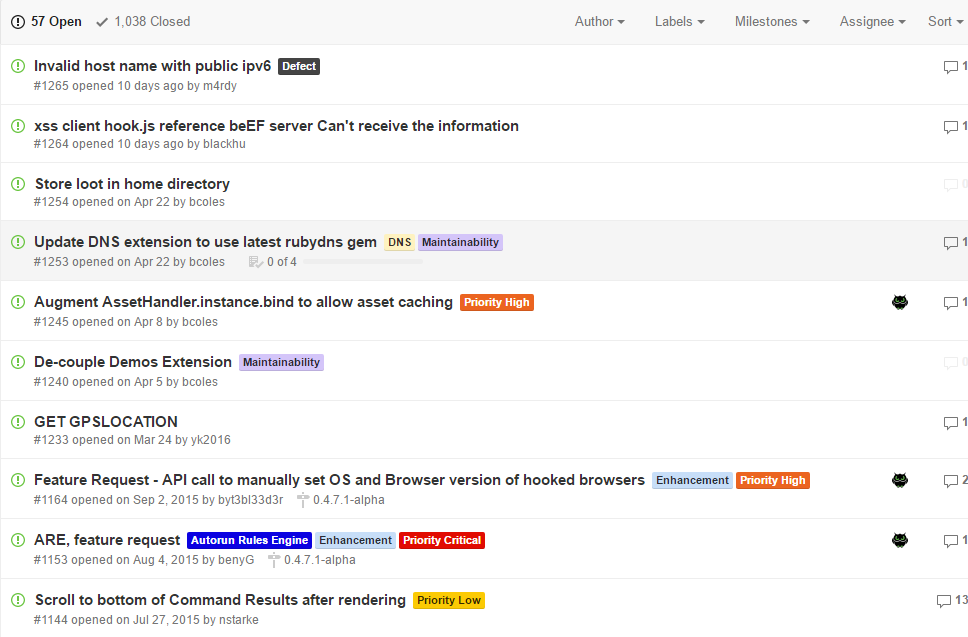 57 Open 1,038 Closed Author Labels Milestones Assignee Sort
Invalid host name with public ipv6 Defect 1
#1265 opened 10 days ago by m4rdy
xss client hook.js reference beEF server Can't receive the information 1
#1264 opened 10 days ago by blackhu
Store loot in home directory 0
#1254 opened on Apr 22 by bcoles
Update DNS extension to use latest rubydns gem DNS Maintainability 1
#1253 opened on Apr 22 by bcoles 0 of 4
Augment AssetHandler.instance.bind to allow asset caching Priority High 1
#1245 opened on Apr 8 by bcoles
De-couple Demos Extension Maintainability 0
#1240 opened on Apr 5 by bcoles
GET GPSLOCATION 1
#1233 opened on Mar 24 by yk2016
Feature Request - API call to manually set OS and Browser version of hooked browsers Enhancement Priority High 2
#1164 opened on Sep 2, 2015 by byt3bl33d3r 0.4.7.1-alpha
ARE, feature request Autorun Rules Engine Enhancement Priority Critical 1
#1153 opened on Aug 4, 2015 by benyG 0.4.7.1-alpha
Scroll to bottom of Command Results after rendering Priority Low 13
#1144 opened on Jul 27, 2015 by nstarke